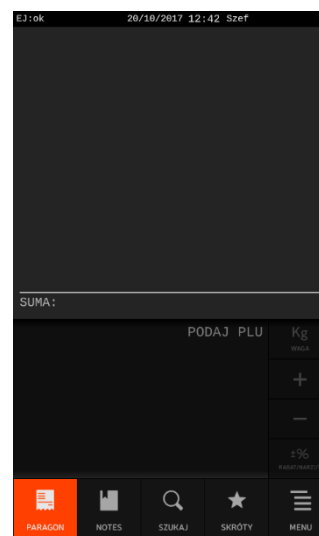 EJ:ok 20/10/2017 12:42 Szef
SUMA:
PODAJ PLU
Kg
WAGA
+
−
±%
RABAT/NARZUT
PARAGON NOTES SZUKAJ SKRÓTY MENU